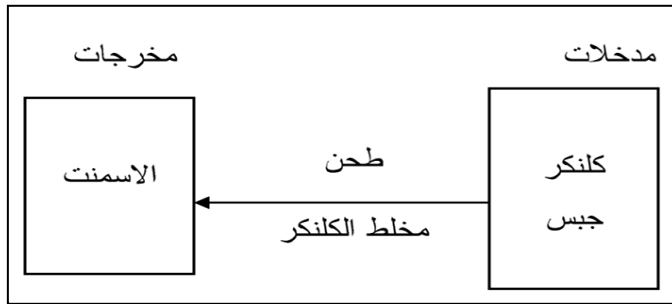 مدخلات
مخرجات
كلنكر
جبس
طحن
مخلط الكلنكر
الاسمنت